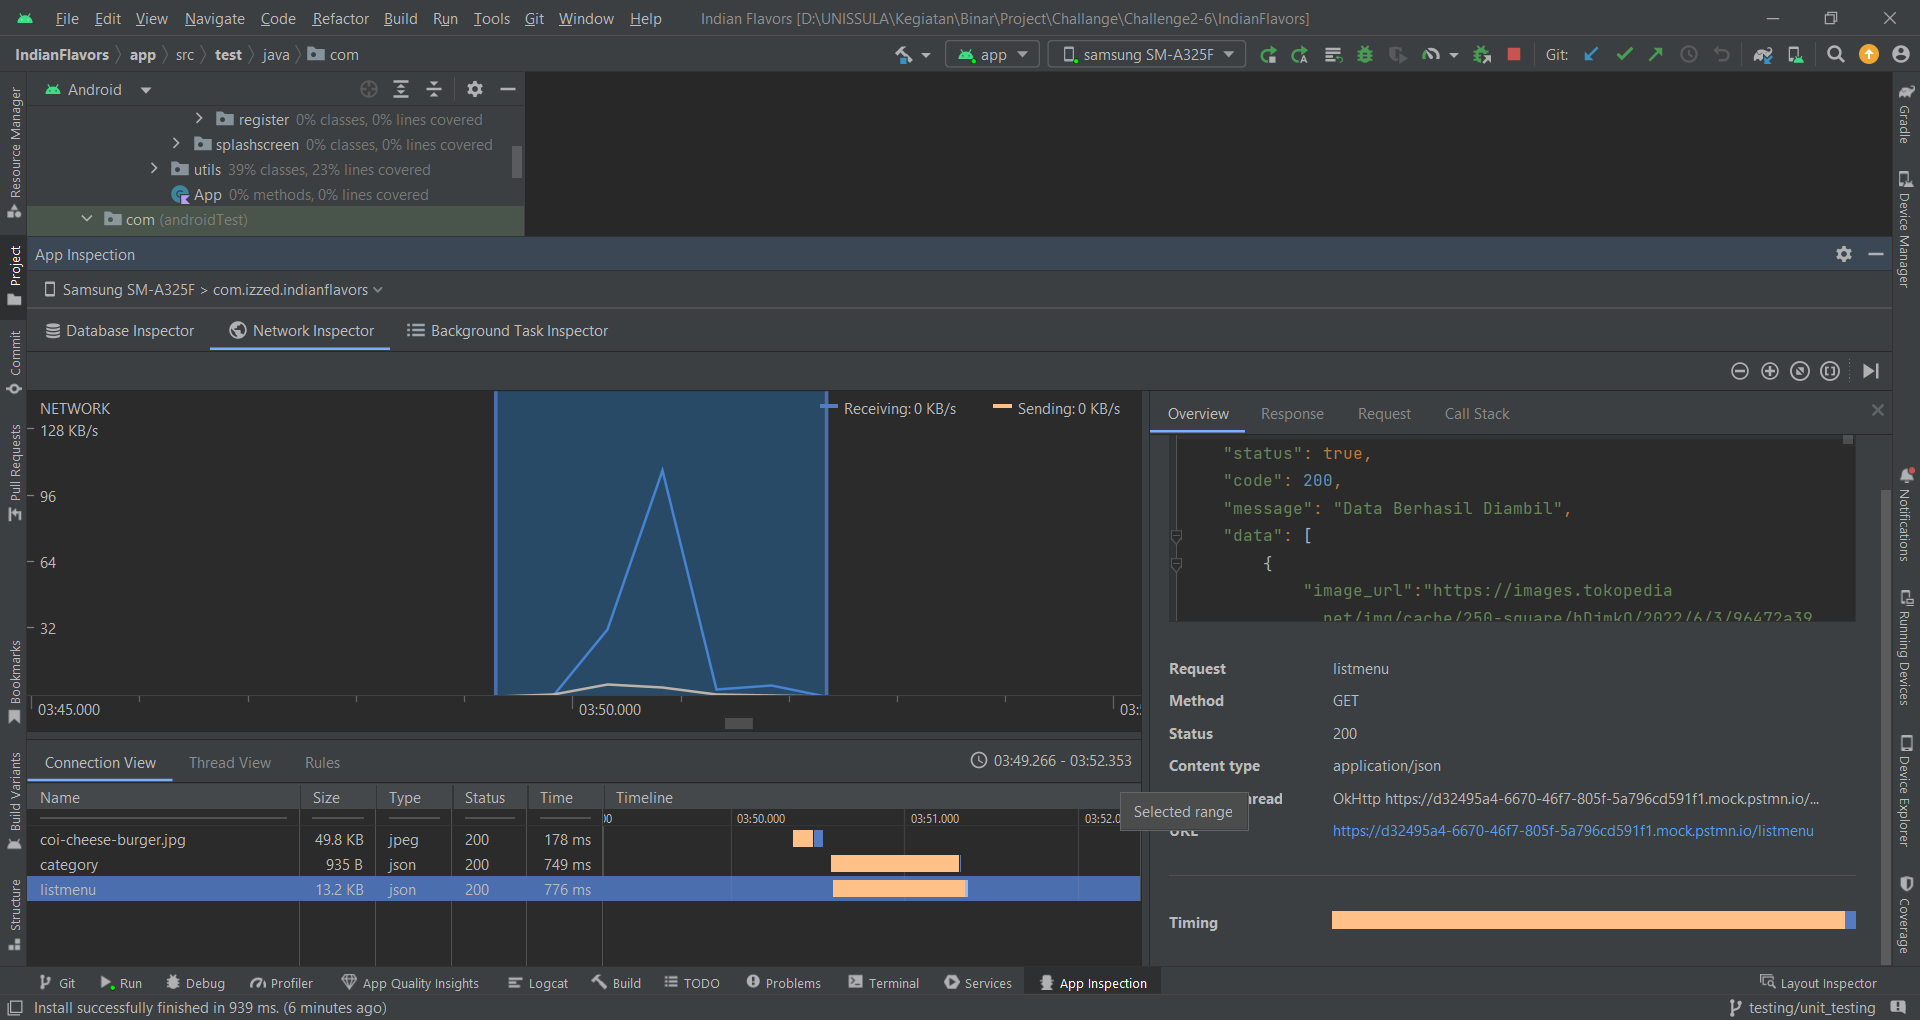 File Edit View Navigate Code Refactor Build Run Tools Git Window Help Indian Flavors [D:\UNISSULA\Kegiatan\Binar\Project\Challange\Challenge2-6\IndianFlavors]
IndianFlavors app src test java com
app samsung SM-A325F Git:
Android
register 0% classes, 0% lines covered
splashscreen 0% classes, 0% lines covered
utils 39% classes, 23% lines covered
App 0% methods, 0% lines covered
com (androidTest)
Resource Manager
Project
Commit
Pull Requests
Bookmarks
Build Variants
Structure
App Inspection
Samsung SM-A325F > com.izzed.indianflavors
Database Inspector Network Inspector Background Task Inspector
NETWORK
128 KB/s
96
64
32
Receiving: 0 KB/s Sending: 0 KB/s
03:45.000 03:50.000 03:
Connection View Thread View Rules 03:49.266 - 03:52.353
Name Size Type Status Time Timeline
00 03:50.000 03:51.000 03:52.0
coi-cheese-burger.jpg 49.8 KB jpeg 200 178 ms
category 935 B json 200 749 ms
listmenu 13.2 KB json 200 776 ms
Overview Response Request Call Stack
"status": true,
"code": 200,
"message": "Data Berhasil Diambil",
"data": [
{
"image_url":"https://images.tokopedia
.net/img/cache/250-square/hDjmkQ/2022/6/3/96472a39
Request listmenu
Method GET
Status 200
Content type application/json
read OkHttp https://d32495a4-6670-46f7-805f-5a796cd591f1.mock.pstmn.io/...
Selected range
URL https://d32495a4-6670-46f7-805f-5a796cd591f1.mock.pstmn.io/listmenu
Timing
Gradle
Device Manager
Notifications
Running Devices
Device Explorer
Coverage
Git Run Debug Profiler App Quality Insights Logcat Build TODO Problems Terminal Services App Inspection Layout Inspector
Install successfully finished in 939 ms. (6 minutes ago) testing/unit_testing